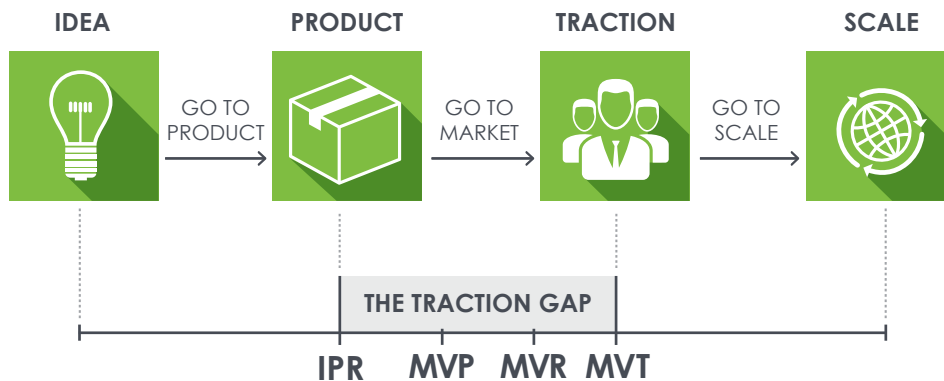 IDEA
PRODUCT
TRACTION
SCALE
GO TO
PRODUCT
GO TO
MARKET
GO TO
SCALE
THE TRACTION GAP
IPR
MVP
MVR
MVT